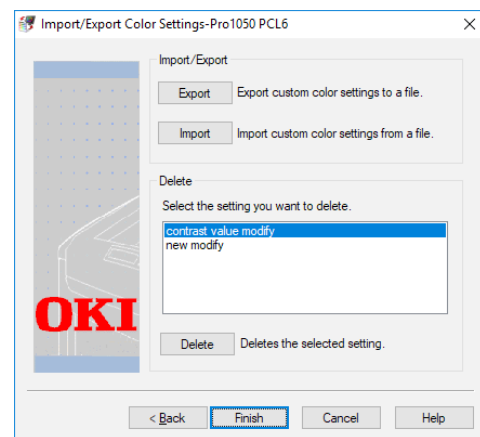 Import/Export Color Settings-Pro1050 PCL6
Import/Export
Export Export custom color settings to a file.
Import Import custom color settings from a file.
Delete
Select the setting you want to delete.
contrast value modify
new modify
OKI
Delete Deletes the selected setting.
< Back Finish Cancel Help